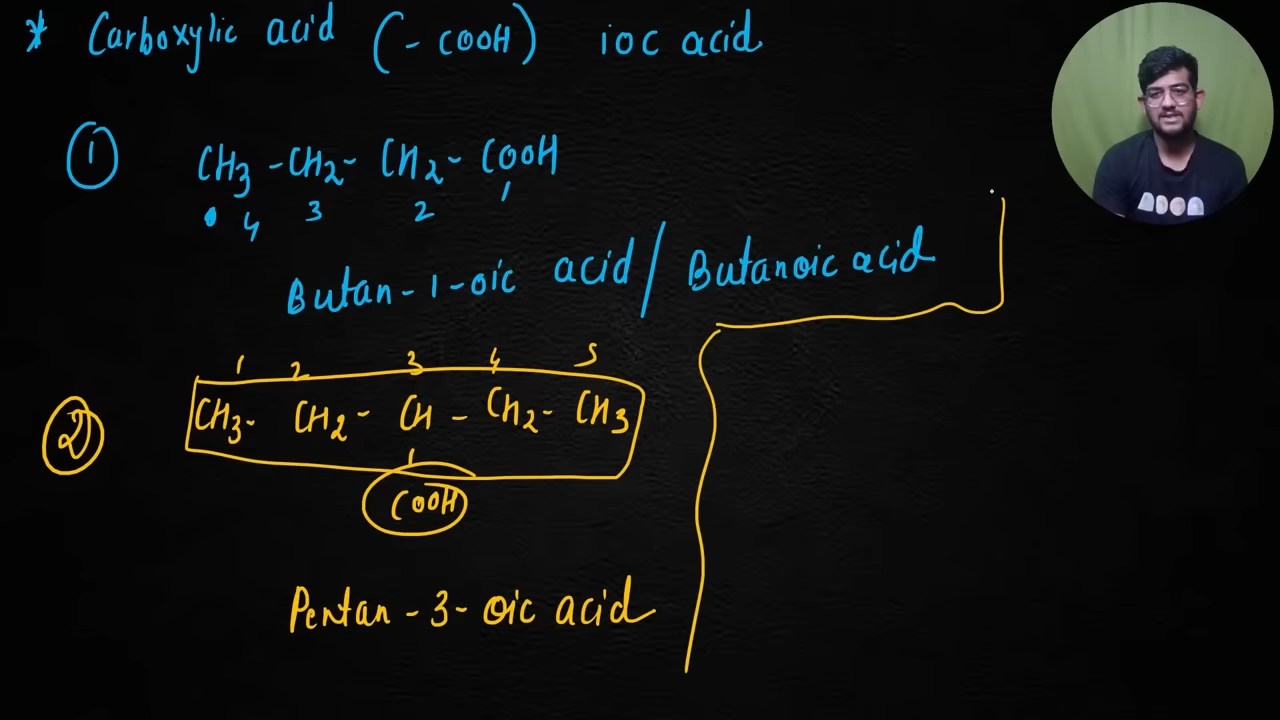 * Carboxylic acid (-COOH) ioc acid
① CH3 - CH2 - CH2 - COOH
4 3 2 1
Butan - 1 - oic acid / Butanoic acid
1 2 3 4 5
② CH3 - CH2 - CH - CH2 - CH3
COOH
Pentan - 3 - oic acid